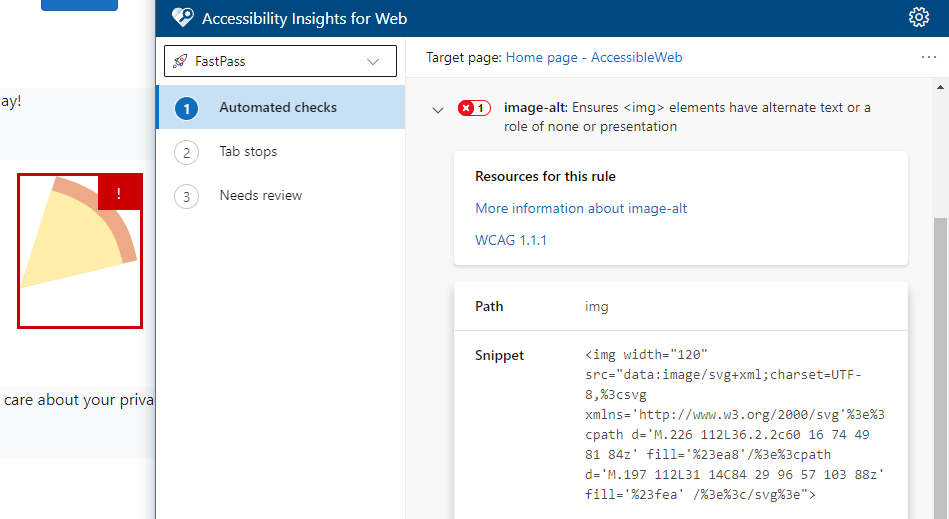 Accessibility Insights for Web
FastPass
Target page: Home page - AccessibleWeb
ay!
1 Automated checks
2 Tab stops
3 Needs review
!
care about your priva
1 image-alt: Ensures <img> elements have alternate text or a
role of none or presentation
Resources for this rule
More information about image-alt
WCAG 1.1.1
Path img
Snippet <img width="120"
src="data:image/svg+xml;charset=UTF-
8,%3csvg
xmlns='http://www.w3.org/2000/svg'%3e%3
cpath d='M.226 112L36.2.2c60 16 74 49
81 84z' fill='%23ea8'/%3e%3cpath
d='M.197 112L31 14C84 29 96 57 103 88z'
fill='%23fea' /%3e%3c/svg%3e">